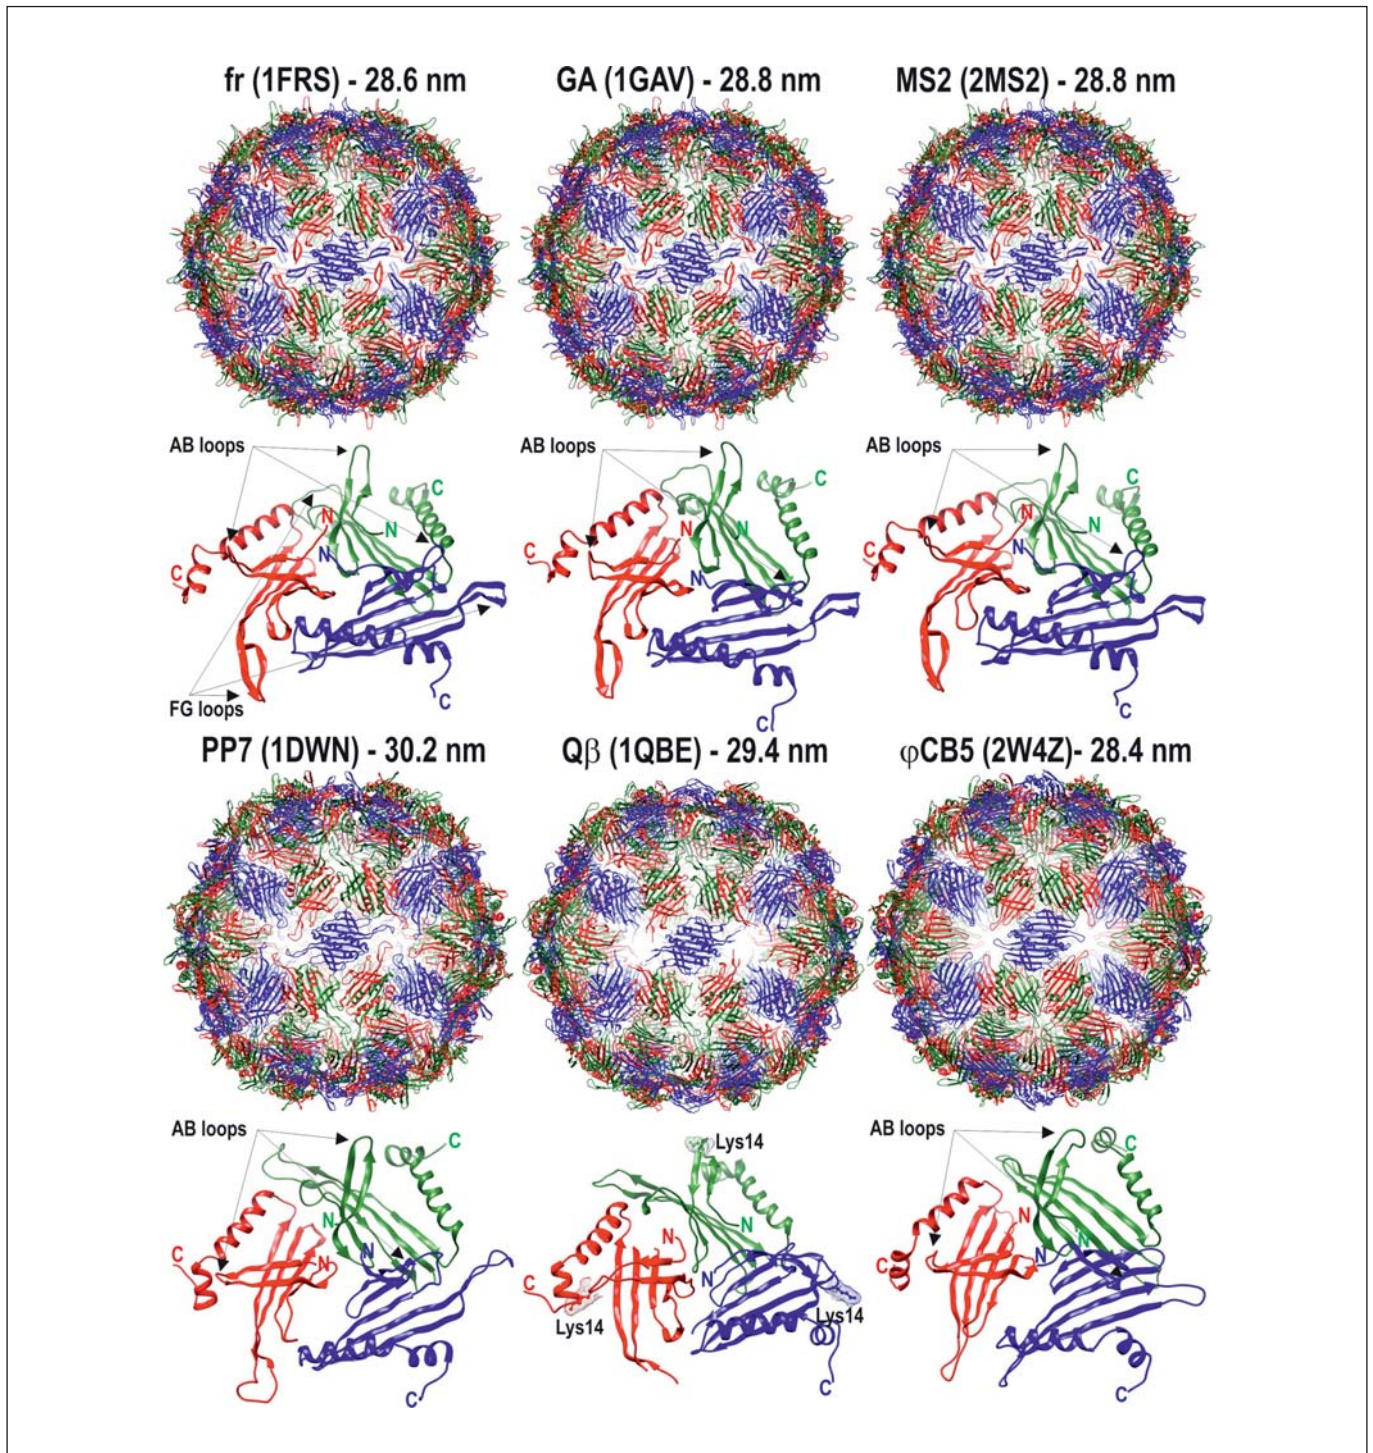 fr (1FRS) - 28.6 nm GA (1GAV) - 28.8 nm MS2 (2MS2) - 28.8 nm
AB loops AB loops AB loops
C C C
N N N N N
N N N
C C C
C C C
FG loops
PP7 (1DWN) - 30.2 nm Qβ (1QBE) - 29.4 nm φCB5 (2W4Z)- 28.4 nm
AB loops Lys14 AB loops
C C
N N N N
N N N N N
C C C
Lys14 Lys14
C C C